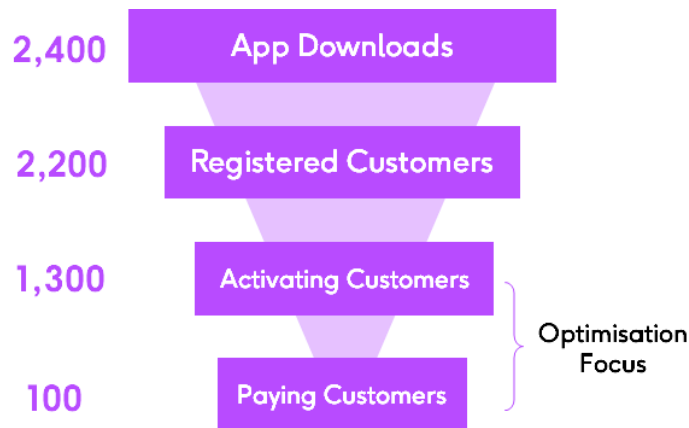 2,400
App Downloads
2,200
Registered Customers
1,300
Activating Customers
Optimisation
Focus
100
Paying Customers